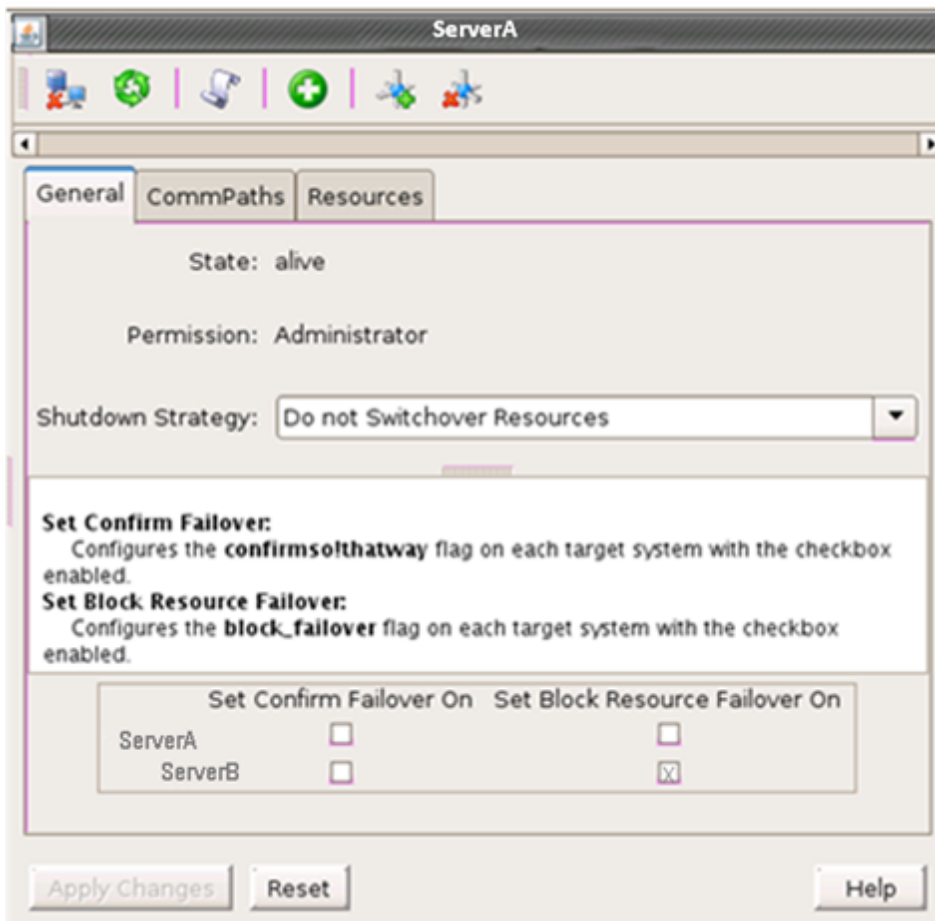 ServerA
General CommPaths Resources
State: alive
Permission: Administrator
Shutdown Strategy: Do not Switchover Resources
Set Confirm Failover:
Configures the confirmso!thatway flag on each target system with the checkbox
enabled.
Set Block Resource Failover:
Configures the block_failover flag on each target system with the checkbox
enabled.
Set Confirm Failover On Set Block Resource Failover On
ServerA
ServerB X
Apply Changes Reset Help